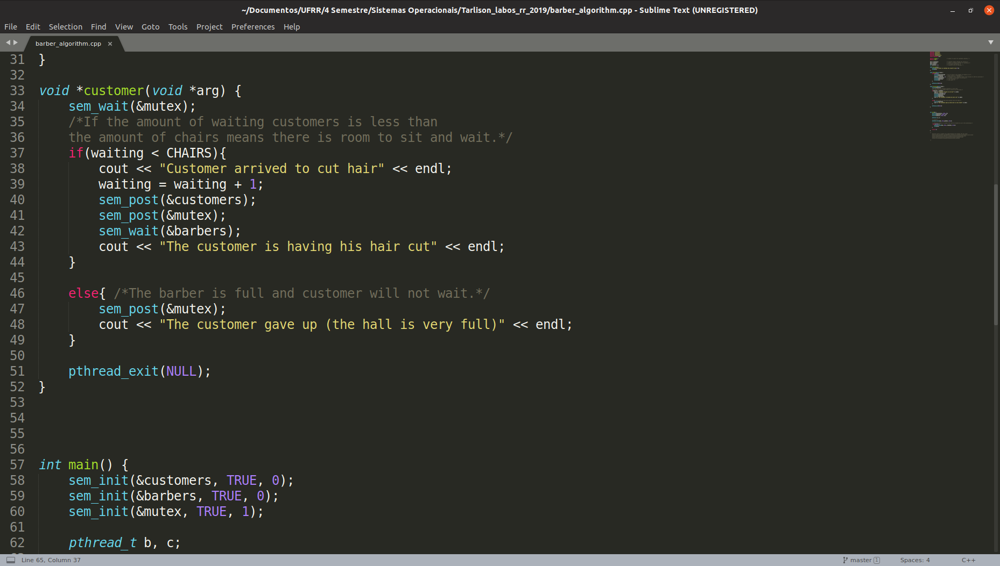 ~/Documentos/UFRR/4 Semestre/Sistemas Operacionais/Tarlison_labos_rr_2019/barber_algorithm.cpp - Sublime Text (UNREGISTERED)
File Edit Selection Find View Goto Tools Project Preferences Help
barber_algorithm.cpp ×
31 }
32
33 void *customer(void *arg) {
34     sem_wait(&mutex);
35     /*If the amount of waiting customers is less than
36     the amount of chairs means there is room to sit and wait.*/
37     if(waiting < CHAIRS){
38         cout << "Customer arrived to cut hair" << endl;
39         waiting = waiting + 1;
40         sem_post(&customers);
41         sem_post(&mutex);
42         sem_wait(&barbers);
43         cout << "The customer is having his hair cut" << endl;
44     }
45
46     else{ /*The barber is full and customer will not wait.*/
47         sem_post(&mutex);
48         cout << "The customer gave up (the hall is very full)" << endl;
49     }
50
51     pthread_exit(NULL);
52 }
53
54
55
56
57 int main() {
58     sem_init(&customers, TRUE, 0);
59     sem_init(&barbers, TRUE, 0);
60     sem_init(&mutex, TRUE, 1);
61
62     pthread_t b, c;
Line 65, Column 37 master 1 Spaces: 4 C++